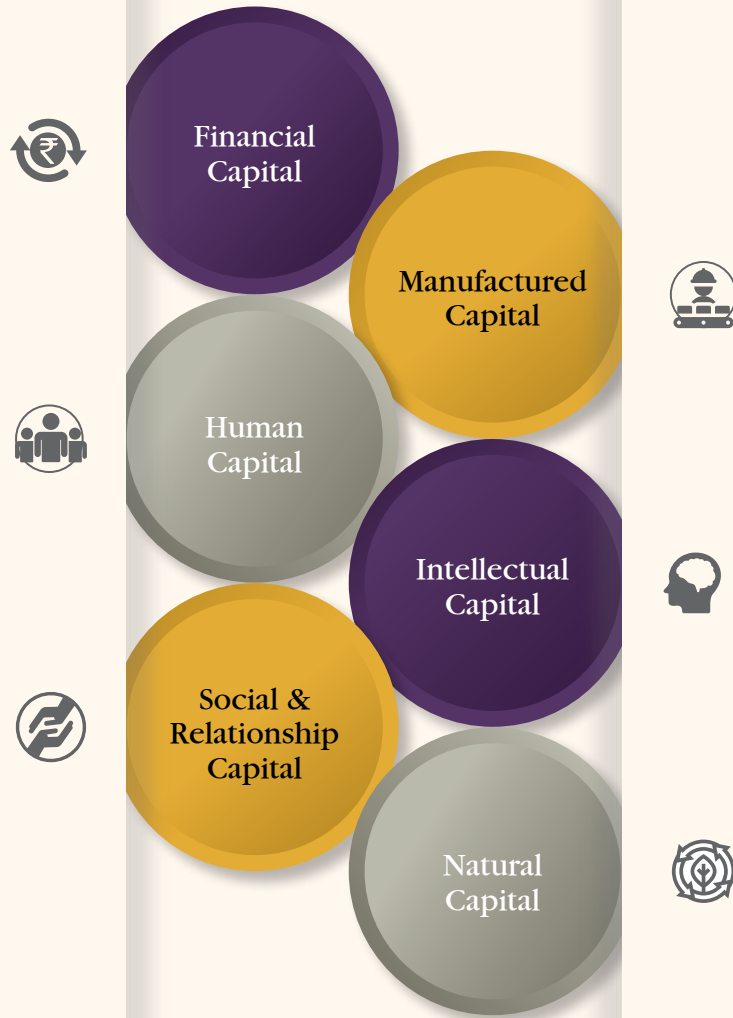 Financial
Capital
Manufactured
Capital
Human
Capital
Intellectual
Capital
Social &
Relationship
Capital
Natural
Capital